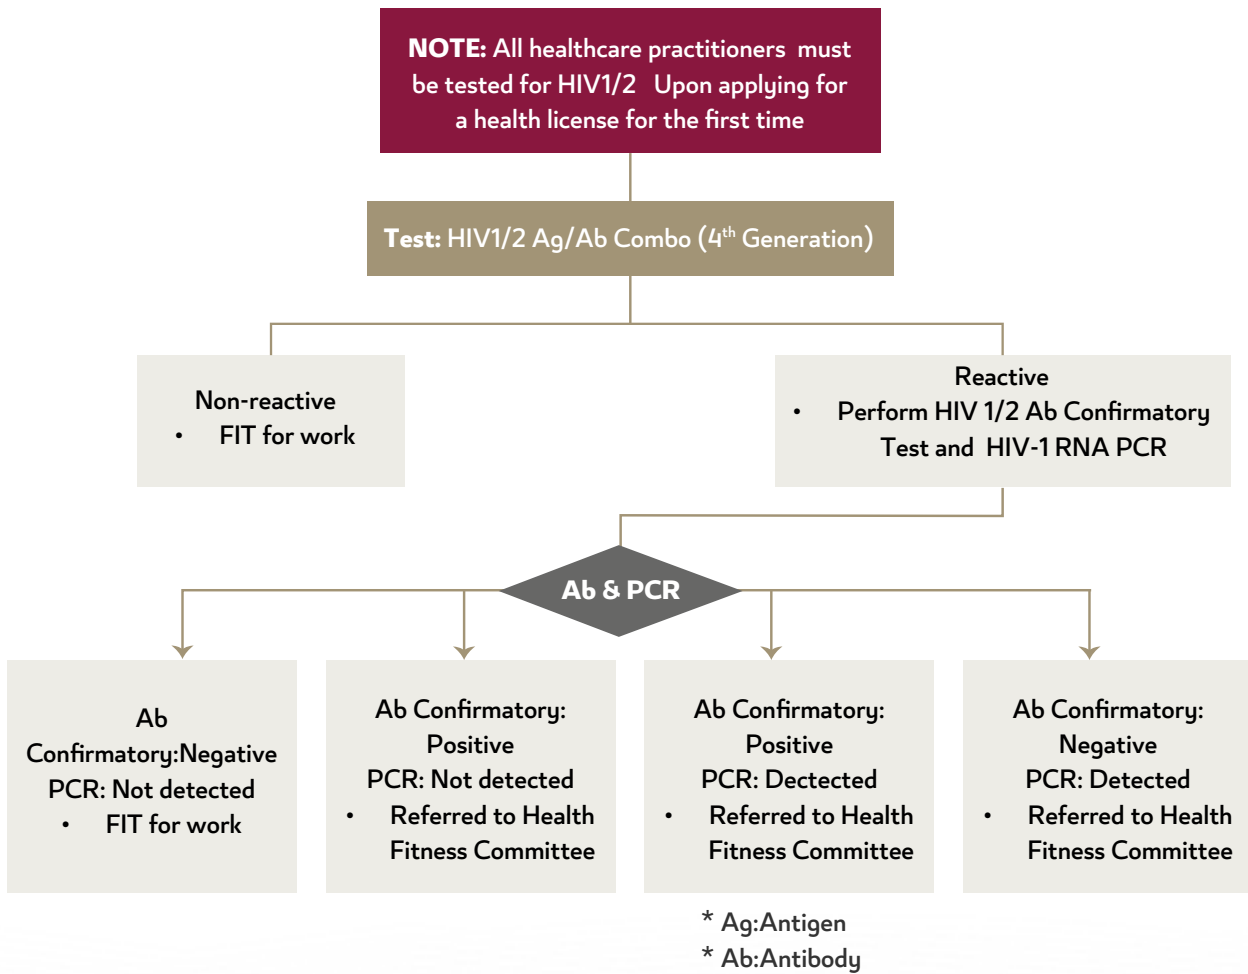 NOTE: All healthcare practitioners must
be tested for HIV1/2 Upon applying for
a health license for the first time
Test: HIV1/2 Ag/Ab Combo (4th Generation)
Non-reactive
• FIT for work
Reactive
• Perform HIV 1/2 Ab Confirmatory
Test and HIV-1 RNA PCR
Ab & PCR
Ab
Confirmatory:Negative
PCR: Not detected
• FIT for work
Ab Confirmatory:
Positive
PCR: Not detected
• Referred to Health
Fitness Committee
Ab Confirmatory:
Positive
PCR: Dectected
• Referred to Health
Fitness Committee
Ab Confirmatory:
Negative
PCR: Detected
• Referred to Health
Fitness Committee
* Ag:Antigen
* Ab:Antibody